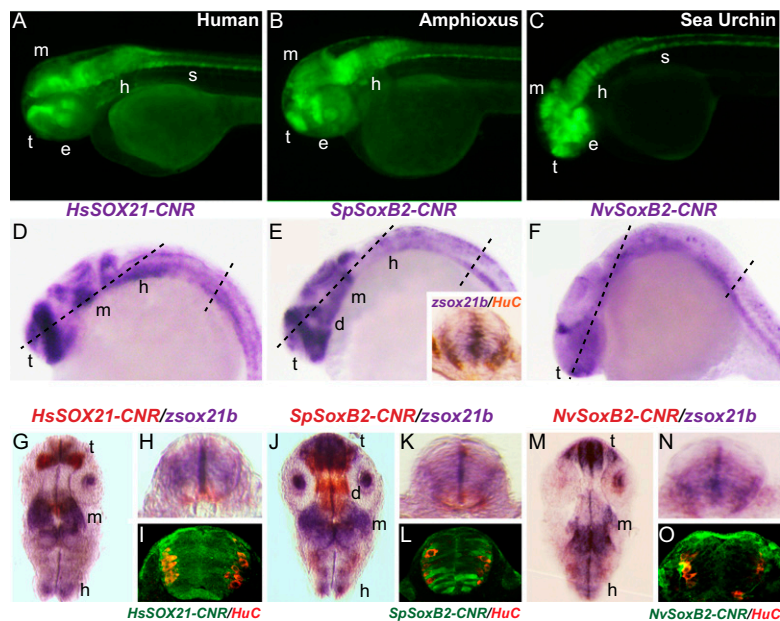 A Human B Amphioxus C Sea Urchin
m
h s
t e
m
h
t e
m
h s
t e
HsSOX21-CNR SpSoxB2-CNR NvSoxB2-CNR
D
h
m
t
E
h
m
d
t
zsox21b/HuC
F
t
HsSOX21-CNR/zsox21b SpSoxB2-CNR/zsox21b NvSoxB2-CNR/zsox21b
G t H J t K M t N
d
m I m L m O
h h h
HsSOX21-CNR/HuC SpSoxB2-CNR/HuC NvSoxB2-CNR/HuC